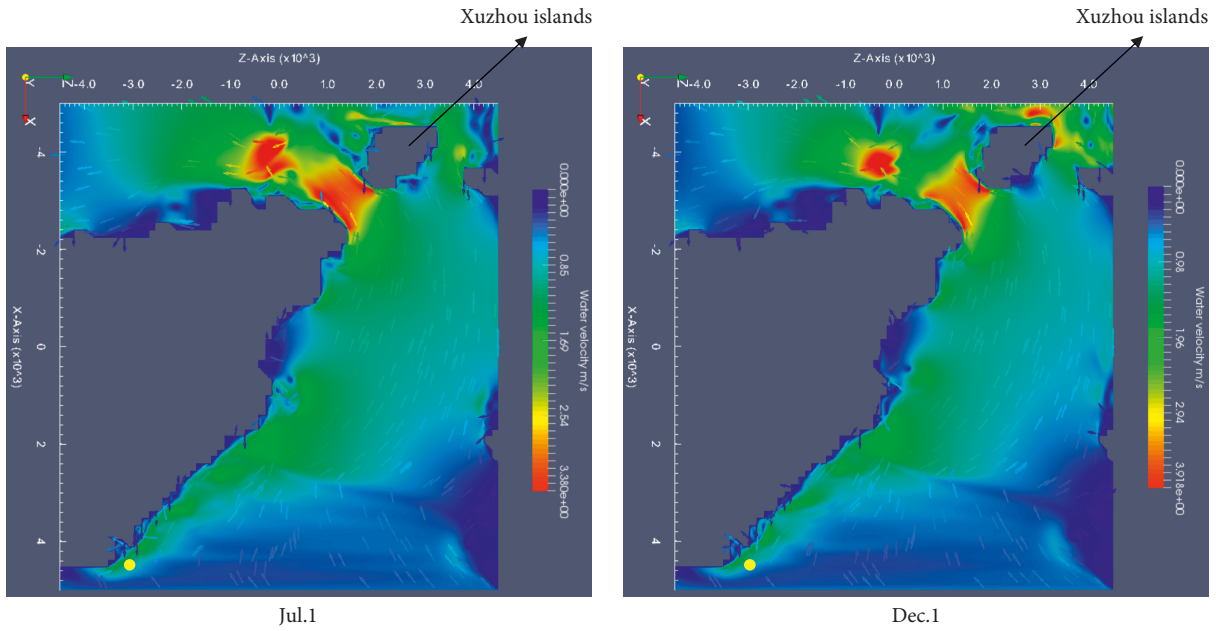 Xuzhou islands
Xuzhou islands
Z-Axis (x10^3)
Z-4.0 -3.0 -2.0 -1.0 0.0 1.0 2.0 3.0 4.0
Y
X
-4
-2
0
2
4
X-Axis (x10^3)
0.000e+00
0.85
1.69
2.54
3.380e+00
Water velocity m/s
Z-Axis (x10^3)
Z-4.0 -3.0 -2.0 -1.0 0.0 1.0 2.0 3.0 4.0
Y
X
-4
-2
0
2
4
X-Axis (x10^3)
0.000e+00
0.98
1.96
2.94
3.918e+00
Water velocity m/s
Jul.1
Dec.1